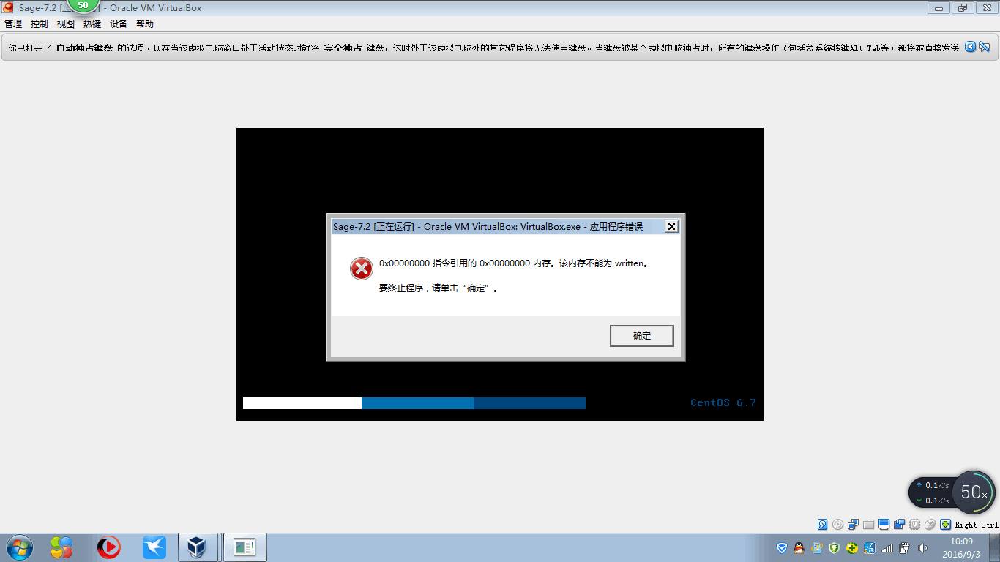 50
Sage-7.2 [正 行] - Oracle VM VirtualBox
管理 控制 视图 热键 设备 帮助
你已打开了 自动独占键盘 的选项。现在当该虚拟电脑窗口处于活动状态时就将 完全独占 键盘，这时处于该虚拟电脑外的其它程序将无法使用键盘。当键盘被某个虚拟电脑独占时，所有的键盘操作（包括象系统按键Alt-Tab等）都将被直接发送
Sage-7.2 [正在运行] - Oracle VM VirtualBox: VirtualBox.exe - 应用程序错误
0x00000000 指令引用的 0x00000000 内存。该内存不能为 written。
要终止程序，请单击“确定”。
确定
CentOS 6.7
0.1K/s
0.1K/s
50%
Right Ctrl
10:09
2016/9/3